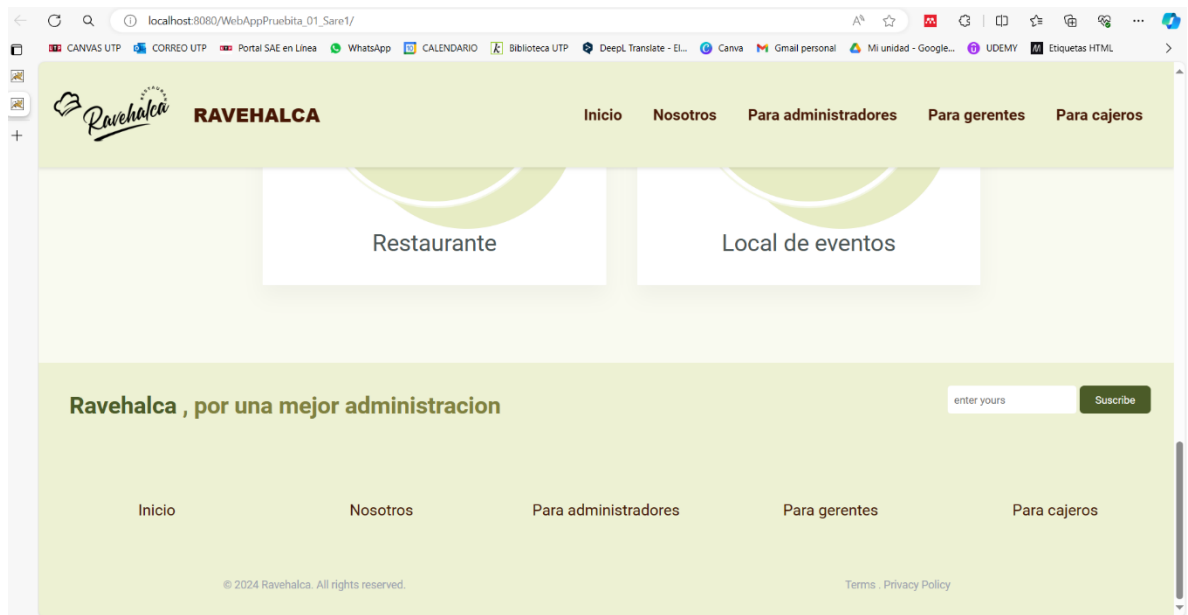 localhost:8080/WebAppPruebita_01_Sare1/
CANVAS UTP CORREO UTP Portal SAE en Línea WhatsApp CALENDARIO Biblioteca UTP DeepL Translate - El... Canva Gmail personal Mi unidad - Google... UDEMY Etiquetas HTML
RESTAURANT
Ravehalca RAVEHALCA Inicio Nosotros Para administradores Para gerentes Para cajeros
Restaurante Local de eventos
Ravehalca , por una mejor administracion enter yours Suscribe
Inicio Nosotros Para administradores Para gerentes Para cajeros
© 2024 Ravehalca. All rights reserved. Terms . Privacy Policy